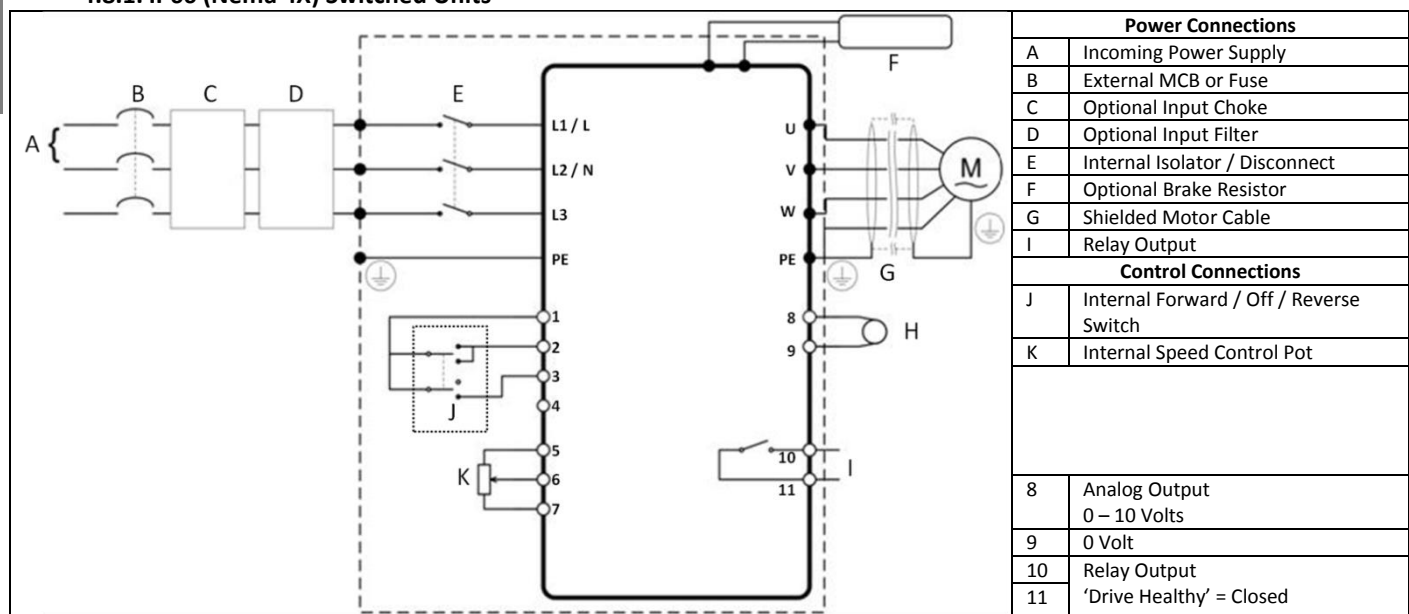 4.8.1. IP66 (Nema 4X) Switched Units
A
B
C
D
E
F
L1 / L
L2 / N
L3
PE
U
V
W
PE
M
G
1
2
3
4
5
6
7
J
K
8
9
H
10
11
I
Power Connections
A Incoming Power Supply
B External MCB or Fuse
C Optional Input Choke
D Optional Input Filter
E Internal Isolator / Disconnect
F Optional Brake Resistor
G Shielded Motor Cable
I Relay Output
Control Connections
J Internal Forward / Off / Reverse
Switch
K Internal Speed Control Pot
8 Analog Output
0 – 10 Volts
9 0 Volt
10 Relay Output
11 'Drive Healthy' = Closed